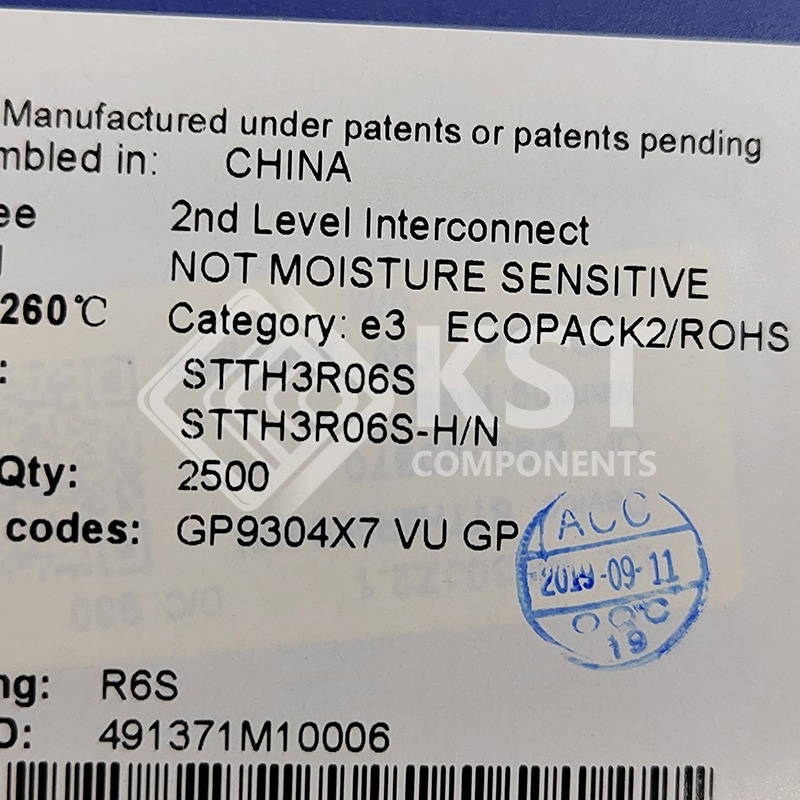 Manufactured under patents or patents pending
mbled in: CHINA
ee 2nd Level Interconnect
NOT MOISTURE SENSITIVE
260℃ Category: e3 ECOPACK2/ROHS
: STTH3R06S
STTH3R06S-H/N
KST
COMPONENTS
Qty: 2500
codes: GP9304X7 VU GP
ACC
2019-09-11
OQC
19
D/C 930
ng: R6S
D: 491371M10006